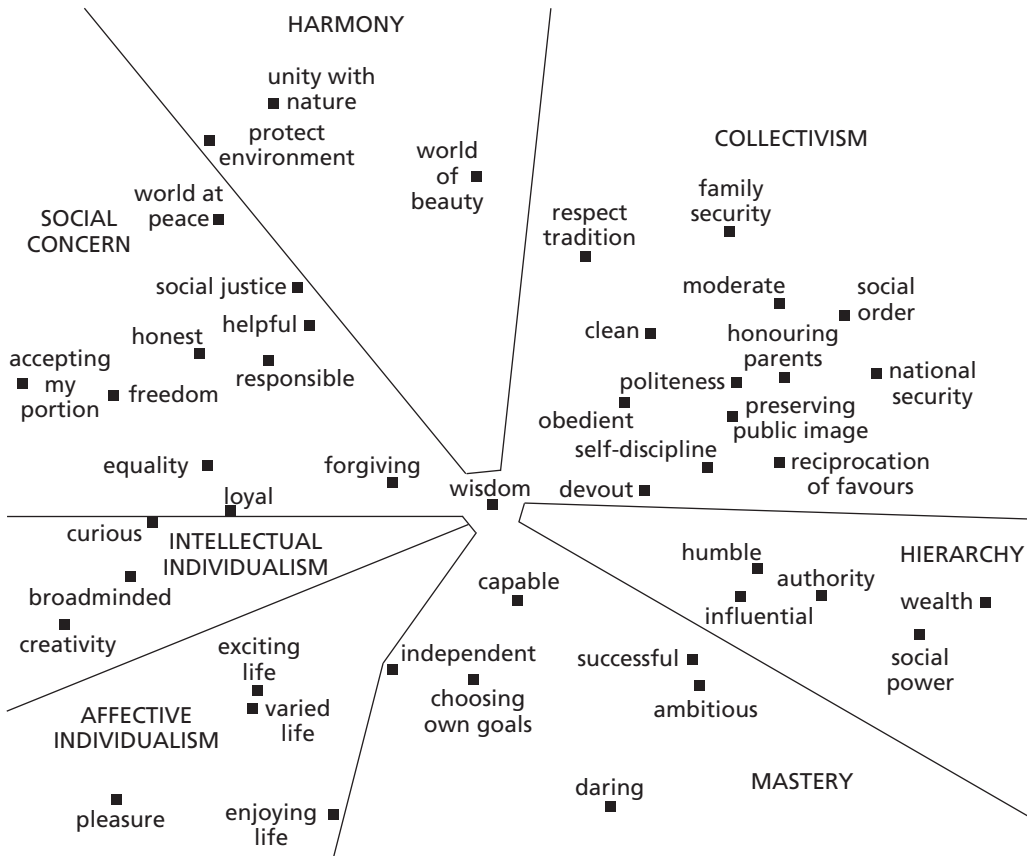 HARMONY
unity with
nature
protect
environment
world
of
beauty
COLLECTIVISM
family
security
respect
tradition
world at
peace
SOCIAL
CONCERN
social justice
helpful
honest
responsible
accepting
my
portion
freedom
equality
forgiving
loyal
wisdom
moderate
social
order
clean
honouring
parents
politeness
national
security
obedient
preserving
public image
self-discipline
reciprocation
of favours
devout
curious
INTELLECTUAL
INDIVIDUALISM
broadminded
creativity
humble
authority
influential
HIERARCHY
wealth
social
power
capable
exciting
life
varied
life
independent
choosing
own goals
successful
ambitious
AFFECTIVE
INDIVIDUALISM
pleasure
enjoying
life
daring
MASTERY